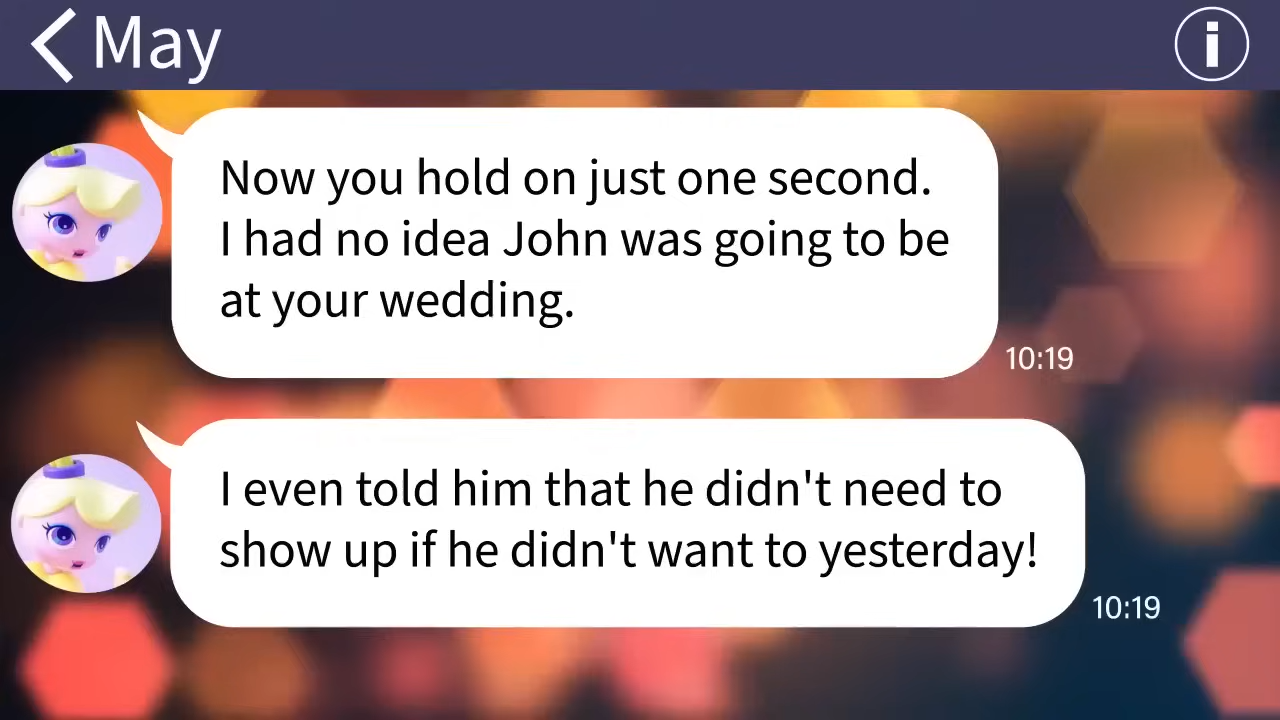 May
Now you hold on just one second.
I had no idea John was going to be
at your wedding.
10:19
I even told him that he didn't need to
show up if he didn't want to yesterday!
10:19